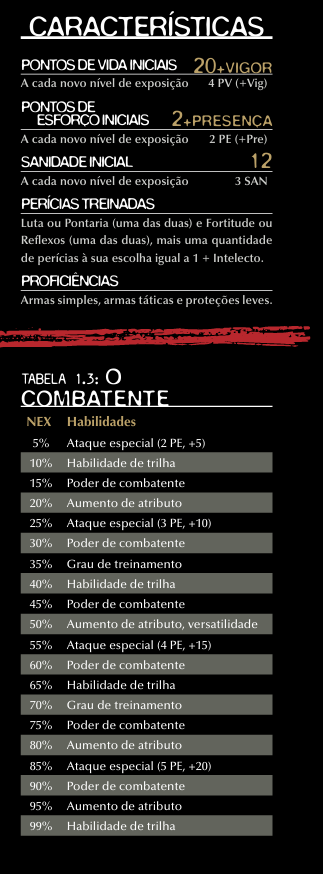 CARACTERÍSTICAS
PONTOS DE VIDA INICIAIS 20+VIGOR
A cada novo nível de exposição 4 PV (+Vig)
PONTOS DE
ESFORÇO INICIAIS 2+PRESENÇA
A cada novo nível de exposição 2 PE (+Pre)
SANIDADE INICIAL 12
A cada novo nível de exposição 3 SAN
PERÍCIAS TREINADAS
Luta ou Pontaria (uma das duas) e Fortitude ou
Reflexos (uma das duas), mais uma quantidade
de perícias à sua escolha igual a 1 + Intelecto.
PROFICIÊNCIAS
Armas simples, armas táticas e proteções leves.
TABELA 1.3: O
COMBATENTE
NEX Habilidades
5% Ataque especial (2 PE, +5)
10% Habilidade de trilha
15% Poder de combatente
20% Aumento de atributo
25% Ataque especial (3 PE, +10)
30% Poder de combatente
35% Grau de treinamento
40% Habilidade de trilha
45% Poder de combatente
50% Aumento de atributo, versatilidade
55% Ataque especial (4 PE, +15)
60% Poder de combatente
65% Habilidade de trilha
70% Grau de treinamento
75% Poder de combatente
80% Aumento de atributo
85% Ataque especial (5 PE, +20)
90% Poder de combatente
95% Aumento de atributo
99% Habilidade de trilha